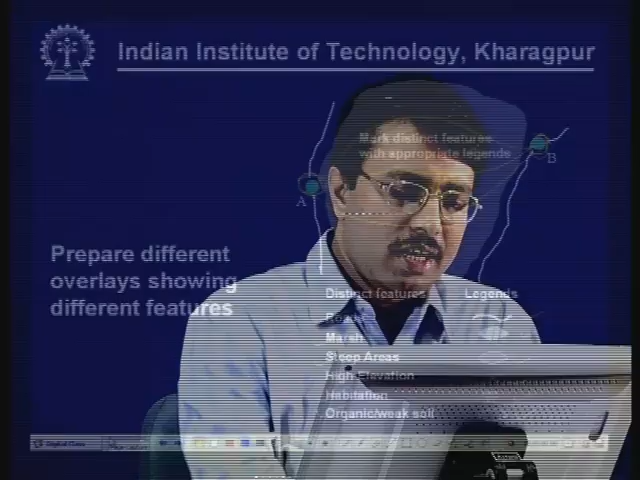 Indian Institute of Technology, Kharagpur
Mark distinct features
with appropriate legends
B
A
Prepare different
overlays showing
different features
Distinct features Legends
Marsh
Steep Areas
High Elevation
Habitation
Organic/weak soil